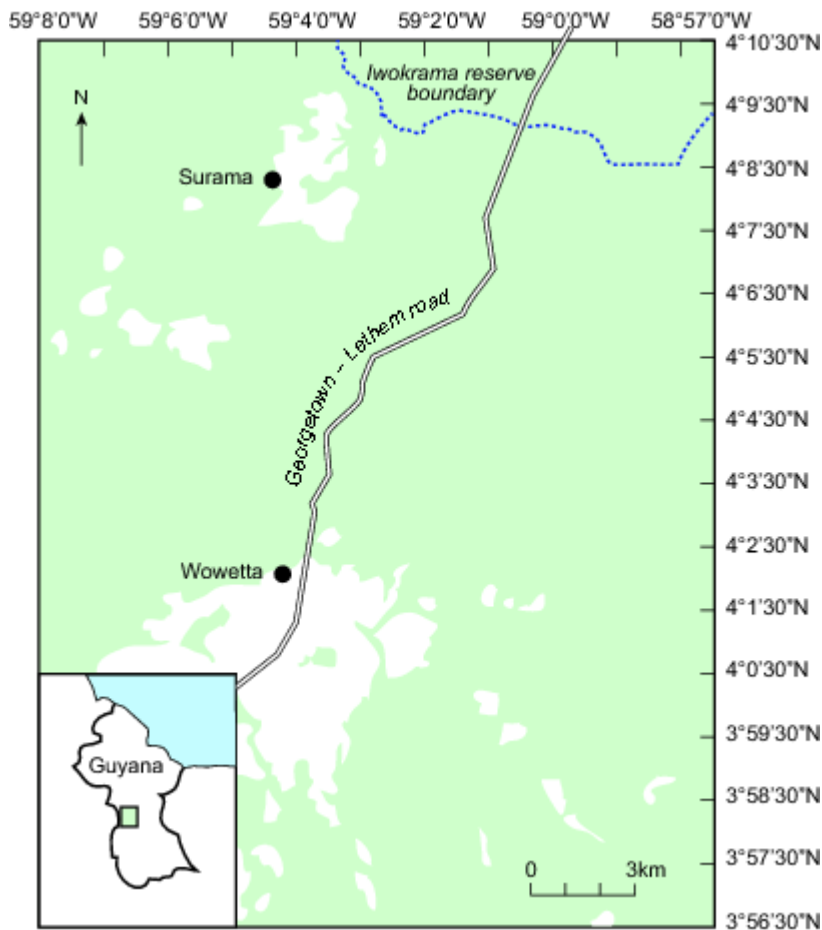 59°8'0"W 59°6'0"W 59°4'0"W 59°2'0"W 59°0'0"W 58°57'0"W
4°10'30"N
Iwokrama reserve
boundary
N
4°9'30"N
4°8'30"N
Surama
4°7'30"N
4°6'30"N
Georgetown – Lethem road
4°5'30"N
4°4'30"N
4°3'30"N
4°2'30"N
Wowetta
4°1'30"N
4°0'30"N
3°59'30"N
Guyana
3°58'30"N
3°57'30"N
0 3km
3°56'30"N